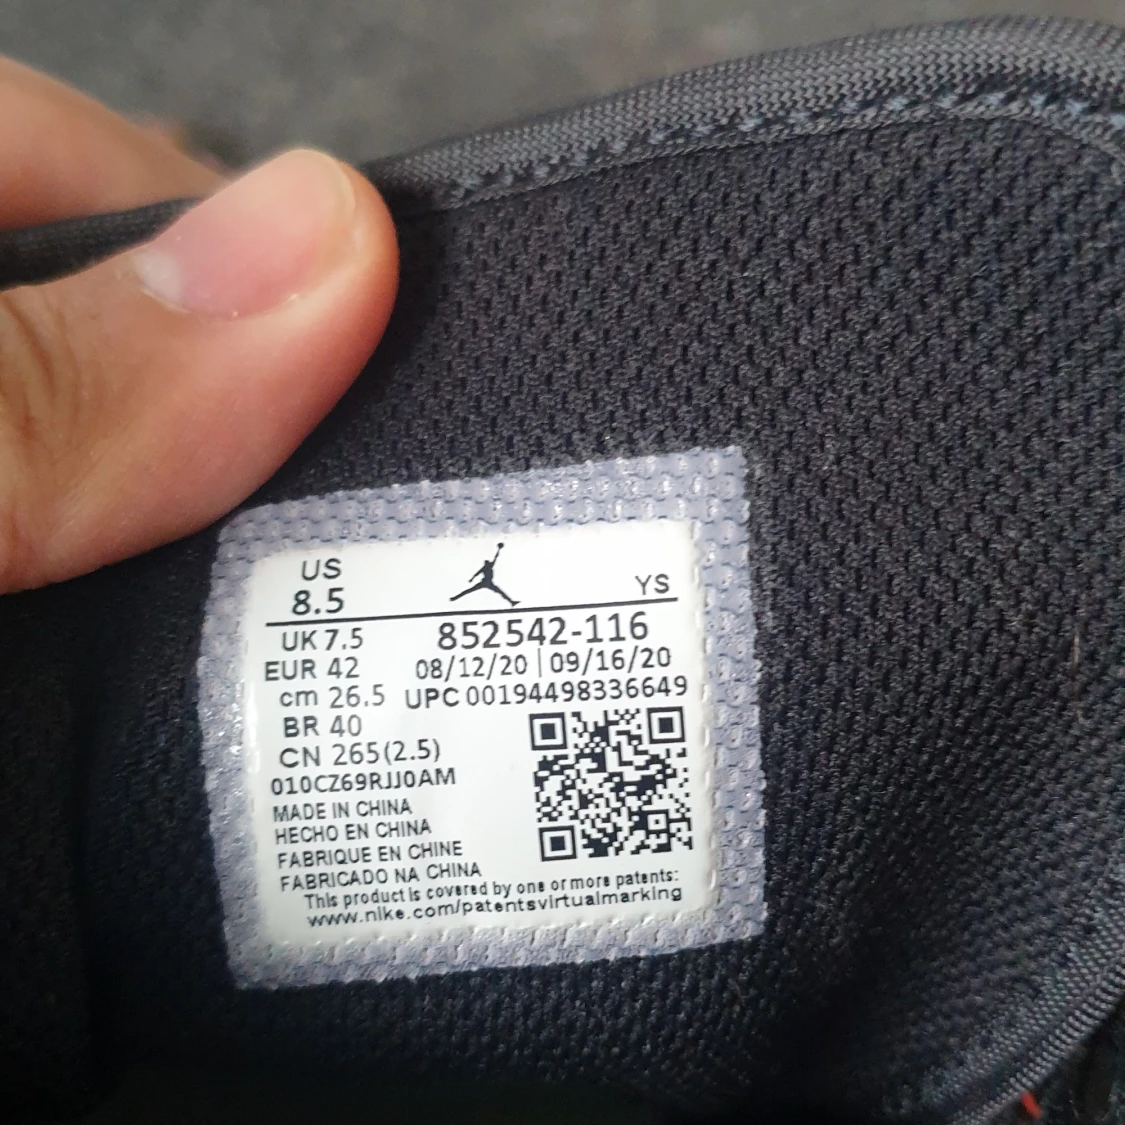 US
8.5
YS
UK 7.5
852542-116
EUR 42
08/12/20 | 09/16/20
cm 26.5
UPC 00194498336649
BR 40
CN 265(2.5)
010CZ69RJJ0AM
MADE IN CHINA
HECHO EN CHINA
FABRIQUE EN CHINE
FABRICADO NA CHINA
This product is covered by one or more patents:
www.nike.com/patentsvirtualmarking